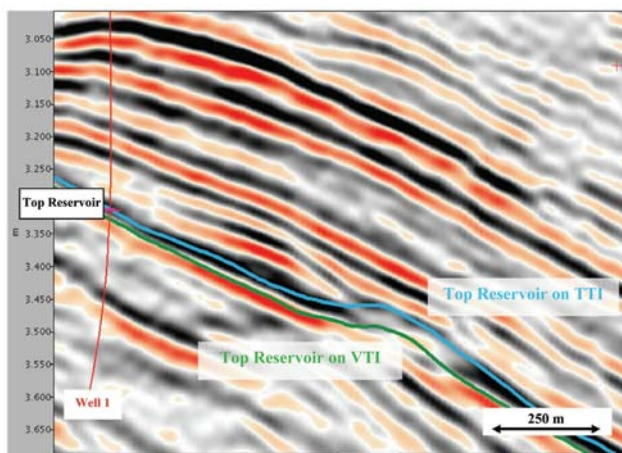 3.050
3.100
3.150
3.200
3.250
Top Reservoir
3.350
m
3.400
3.450
3.500
3.550
3.600
3.650
Top Reservoir on TTI
Top Reservoir on VTI
Well 1
250 m